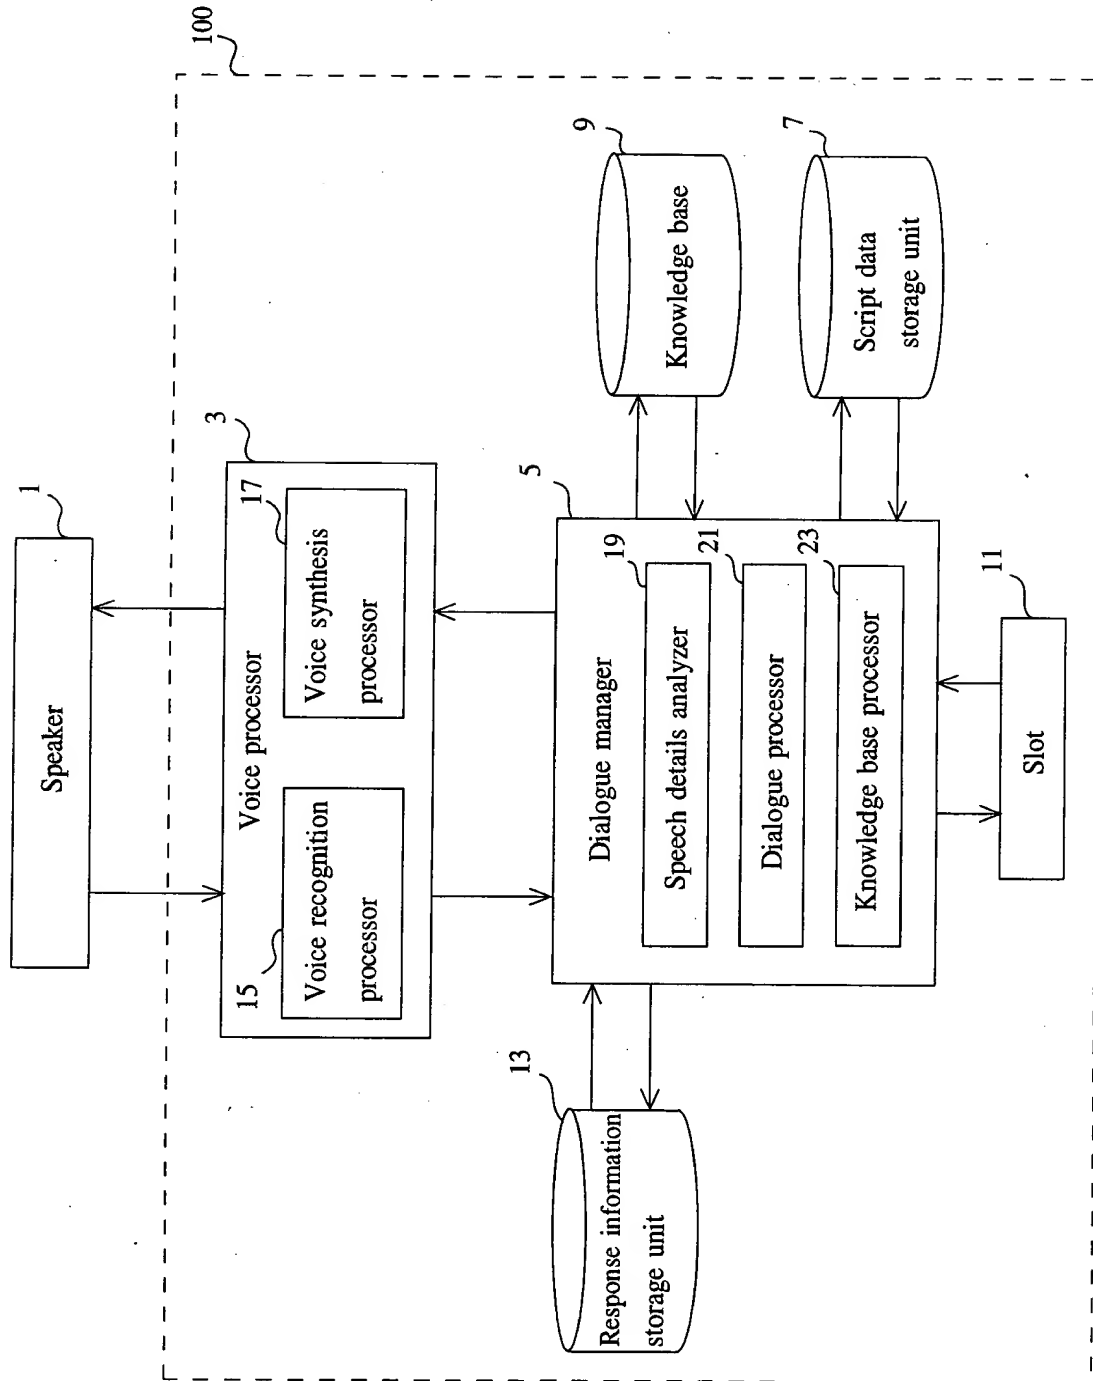 100
Speaker
1
3
Voice processor
Voice recognition
processor
15
Voice synthesis
processor
17
5
Dialogue manager
Speech details analyzer
19
Dialogue processor
21
Knowledge base processor
23
13
Response information
storage unit
9
Knowledge base
7
Script data
storage unit
11
Slot